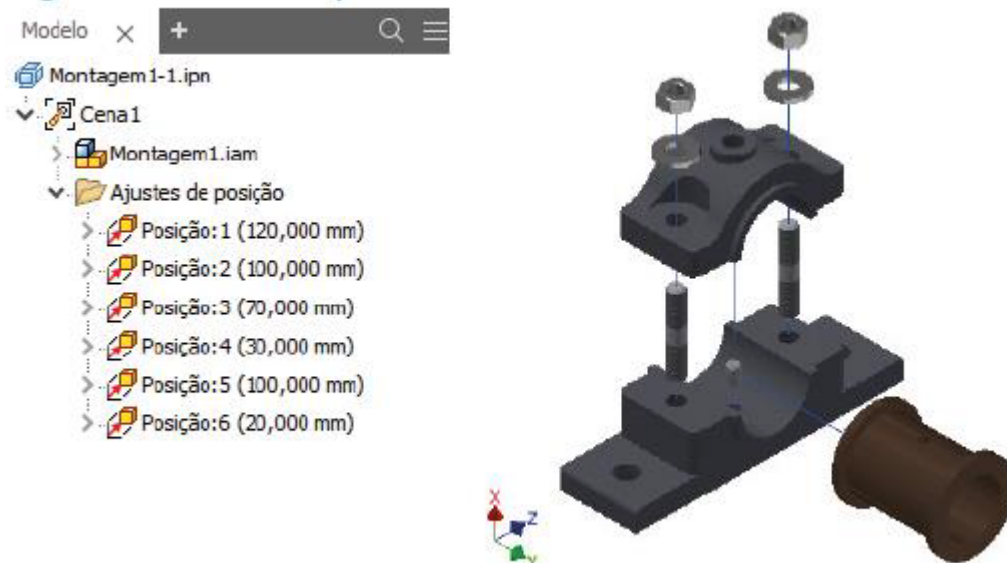 Modelo
Montagem1-1.ipn
Cena1
Montagem1.iam
Ajustes de posição
Posição:1 (120,000 mm)
Posição:2 (100,000 mm)
Posição:3 (70,000 mm)
Posição:4 (30,000 mm)
Posição:5 (100,000 mm)
Posição:6 (20,000 mm)
X
Z
Y